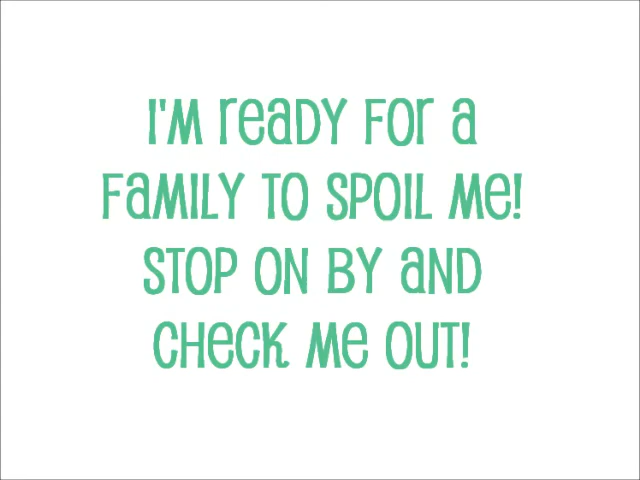 I'm ready for a
family to spoil me!
Stop on by and
check me out!